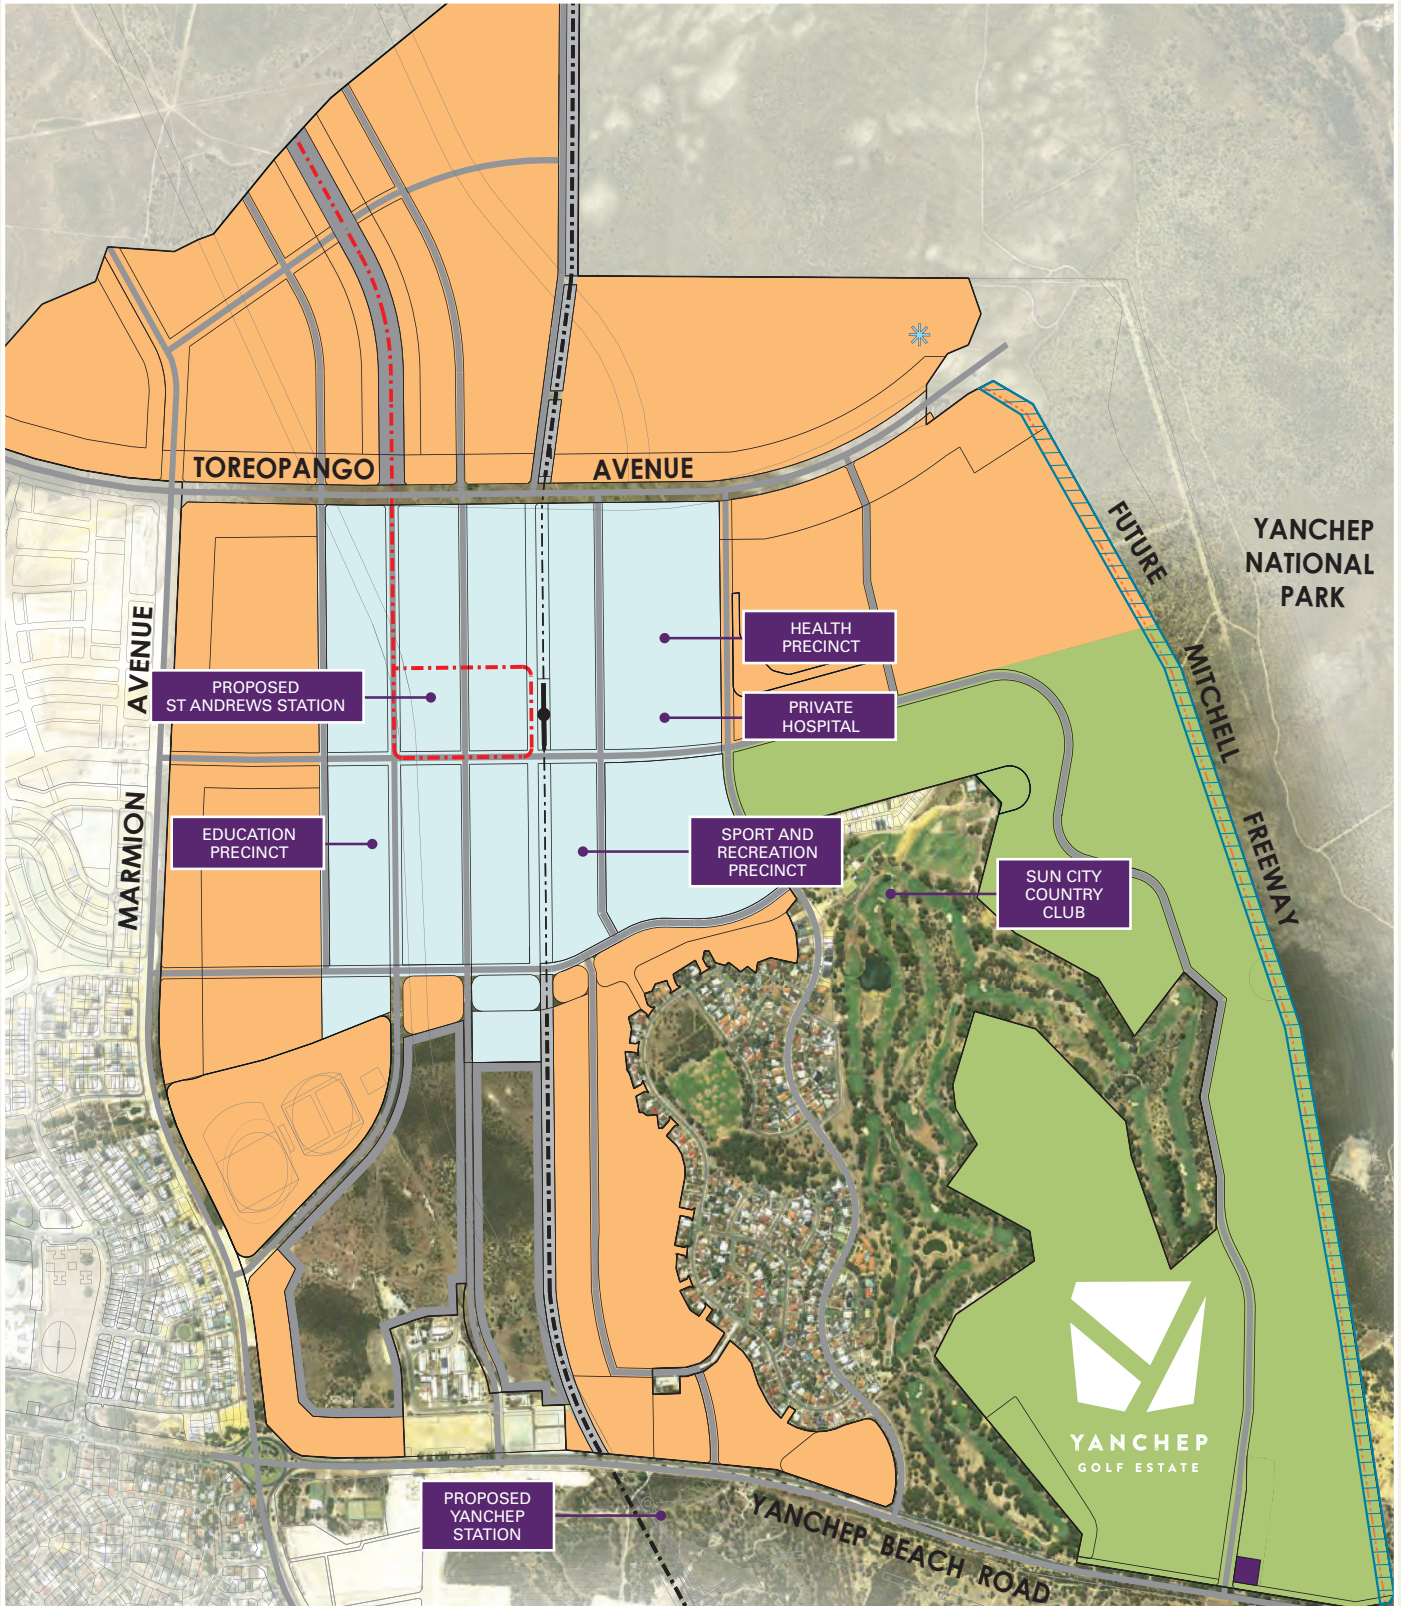 TOREOPANGO AVENUE
FUTURE
MITCHELL
FREEWAY
YANCHEP
NATIONAL
PARK
MARMION AVENUE
HEALTH
PRECINCT
PROPOSED
ST ANDREWS STATION
PRIVATE
HOSPITAL
EDUCATION
PRECINCT
SPORT AND
RECREATION
PRECINCT
SUN CITY
COUNTRY
CLUB
YANCHEP
GOLF ESTATE
PROPOSED
YANCHEP
STATION
YANCHEP BEACH ROAD